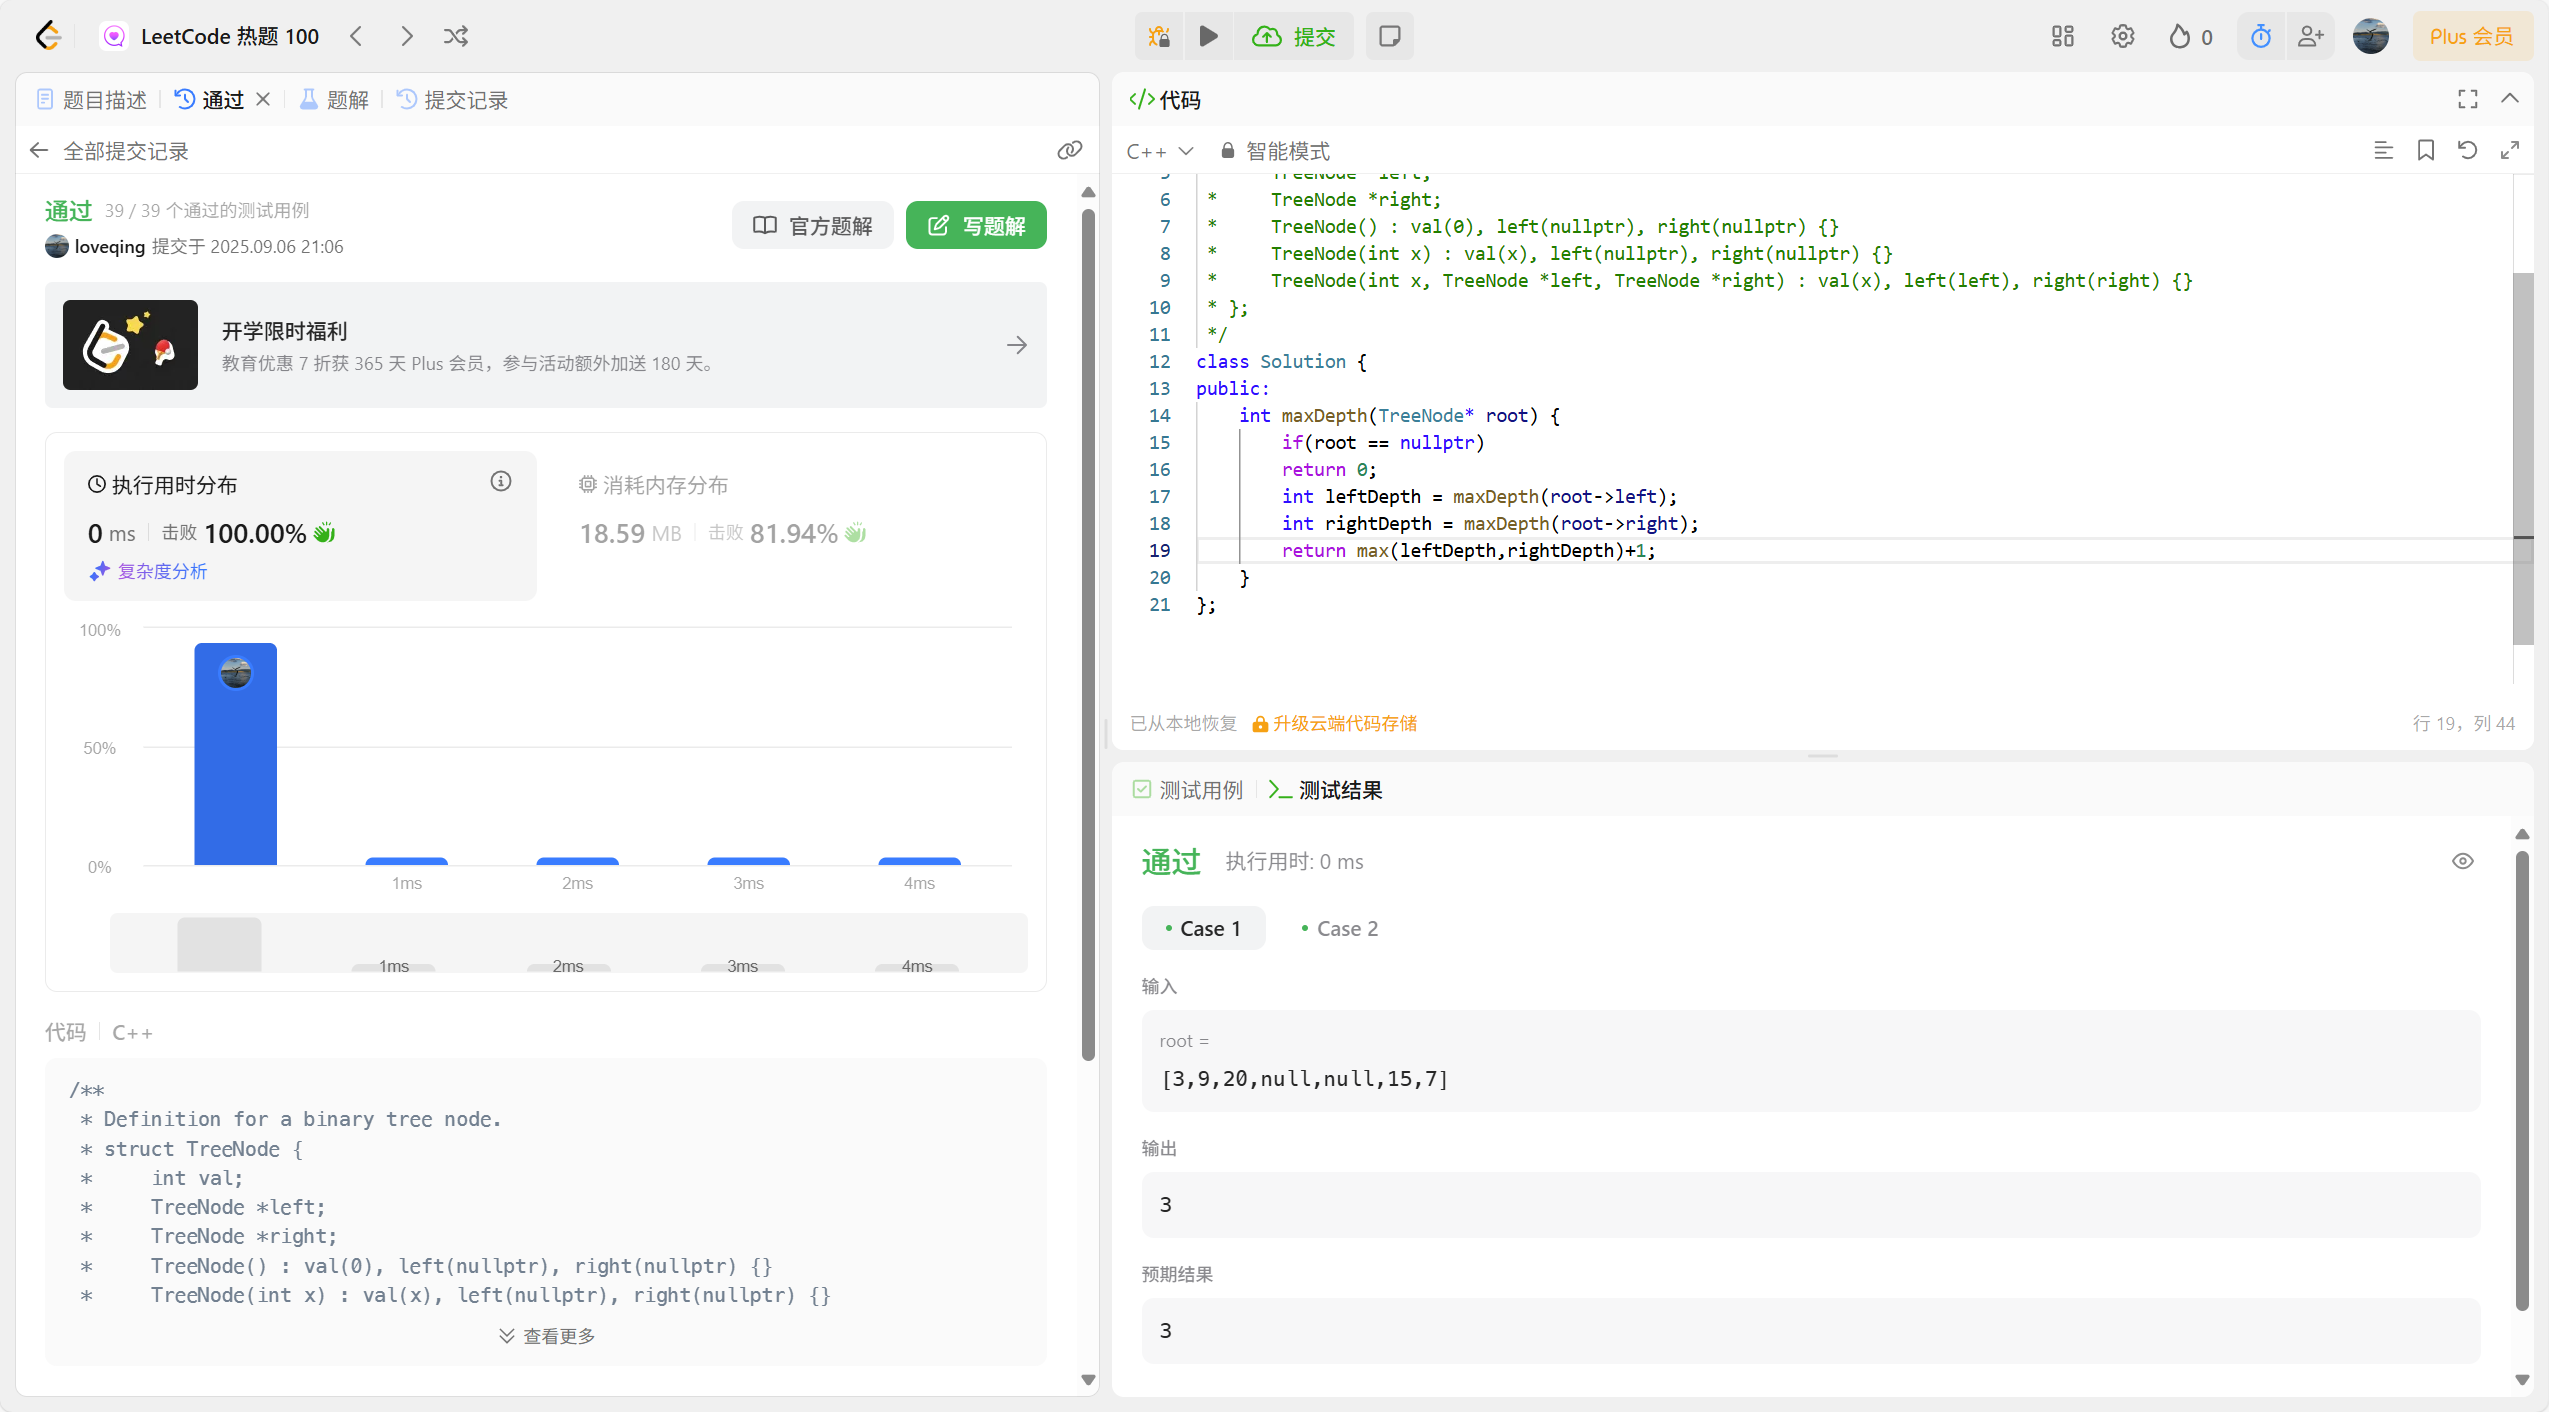 LeetCode 热题 100
提交
0
Plus 会员
题目描述
通过
题解
提交记录
全部提交记录
通过 39 / 39 个通过的测试用例
loveqing 提交于 2025.09.06 21:06
官方题解
写题解
开学限时福利
教育优惠 7 折获 365 天 Plus 会员，参与活动额外加送 180 天。
执行用时分布
0 ms 击败 100.00%
复杂度分析
消耗内存分布
18.59 MB 击败 81.94%
100%
50%
0%
1ms 2ms 3ms 4ms
1ms 2ms 3ms 4ms
代码 C++
/**
 * Definition for a binary tree node.
 * struct TreeNode {
 *     int val;
 *     TreeNode *left;
 *     TreeNode *right;
 *     TreeNode() : val(0), left(nullptr), right(nullptr) {}
 *     TreeNode(int x) : val(x), left(nullptr), right(nullptr) {}
查看更多
</> 代码
C++ 智能模式
5 TreeNode *left;
6 *     TreeNode *right;
7 *     TreeNode() : val(0), left(nullptr), right(nullptr) {}
8 *     TreeNode(int x) : val(x), left(nullptr), right(nullptr) {}
9 *     TreeNode(int x, TreeNode *left, TreeNode *right) : val(x), left(left), right(right) {}
10 * };
11 */
12 class Solution {
13 public:
14     int maxDepth(TreeNode* root) {
15         if(root == nullptr)
16         return 0;
17         int leftDepth = maxDepth(root->left);
18         int rightDepth = maxDepth(root->right);
19         return max(leftDepth,rightDepth)+1;
20     }
21 };
已从本地恢复 升级云端代码存储
行 19，列 44
测试用例
测试结果
通过 执行用时: 0 ms
Case 1
Case 2
输入
root =
[3,9,20,null,null,15,7]
输出
3
预期结果
3